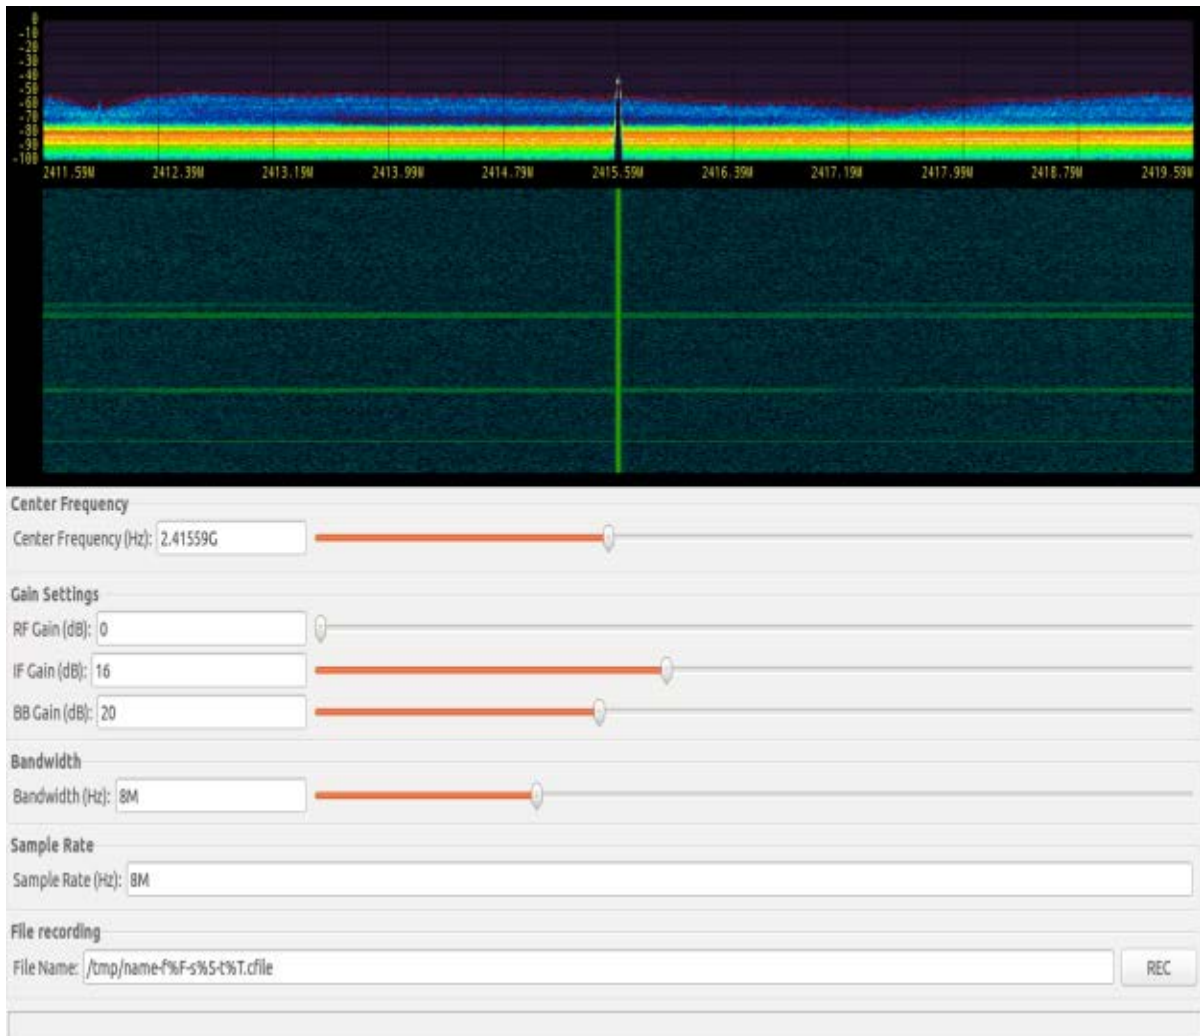 0
-10
-20
-30
-40
-50
-60
-70
-80
-90
-100
2411.59M 2412.39M 2413.19M 2413.99M 2414.79M 2415.59M 2416.39M 2417.19M 2417.99M 2418.79M 2419.59M
Center Frequency
Center Frequency (Hz): 2.41559G
Gain Settings
RF Gain (dB): 0
IF Gain (dB): 16
BB Gain (dB): 20
Bandwidth
Bandwidth (Hz): 8M
Sample Rate
Sample Rate (Hz): 8M
File recording
File Name: /tmp/name-f%F-s%S-t%T.cfile REC